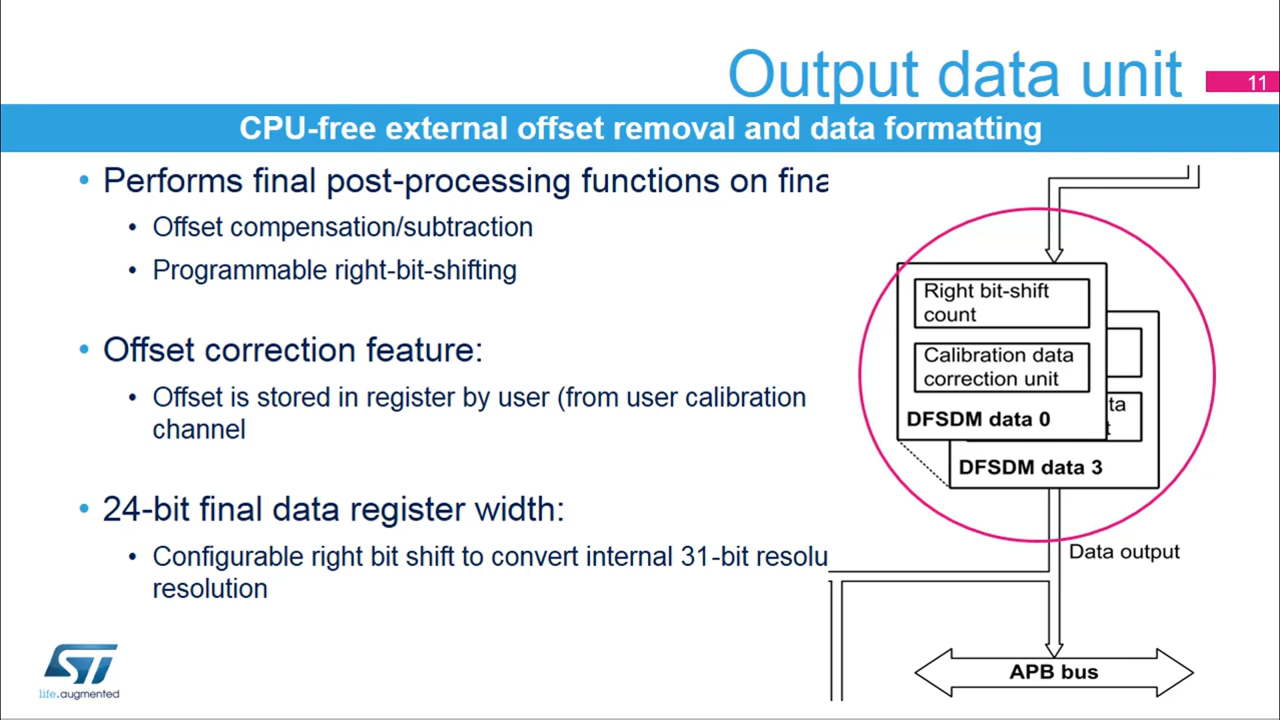 Output data unit
11
CPU-free external offset removal and data formatting
• Performs final post-processing functions on fina
• Offset compensation/subtraction
• Programmable right-bit-shifting
• Offset correction feature:
• Offset is stored in register by user (from user calibration
channel
• 24-bit final data register width:
• Configurable right bit shift to convert internal 31-bit resolu
resolution
Right bit-shift
count
Calibration data
correction unit
DFSDM data 0
ta
t
DFSDM data 3
Data output
APB bus
ST
life.augmented